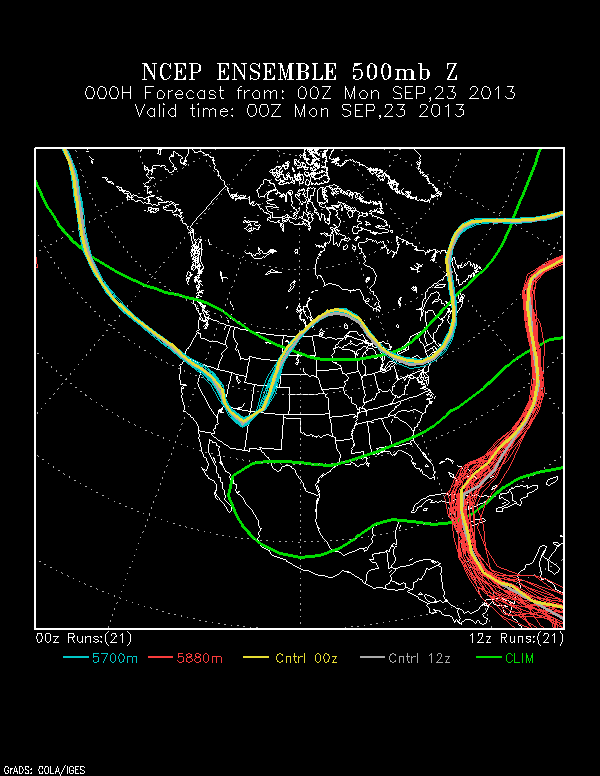 NCEP ENSEMBLE 500mb Z
000H Forecast from: 00Z Mon SEP,23 2013
Valid time: 00Z Mon SEP,23 2013
00z Runs:(21) 12z Runs:(21)
5700m 5880m Cntrl 00z Cntrl 12z CLIM
GrADS: COLA/IGES